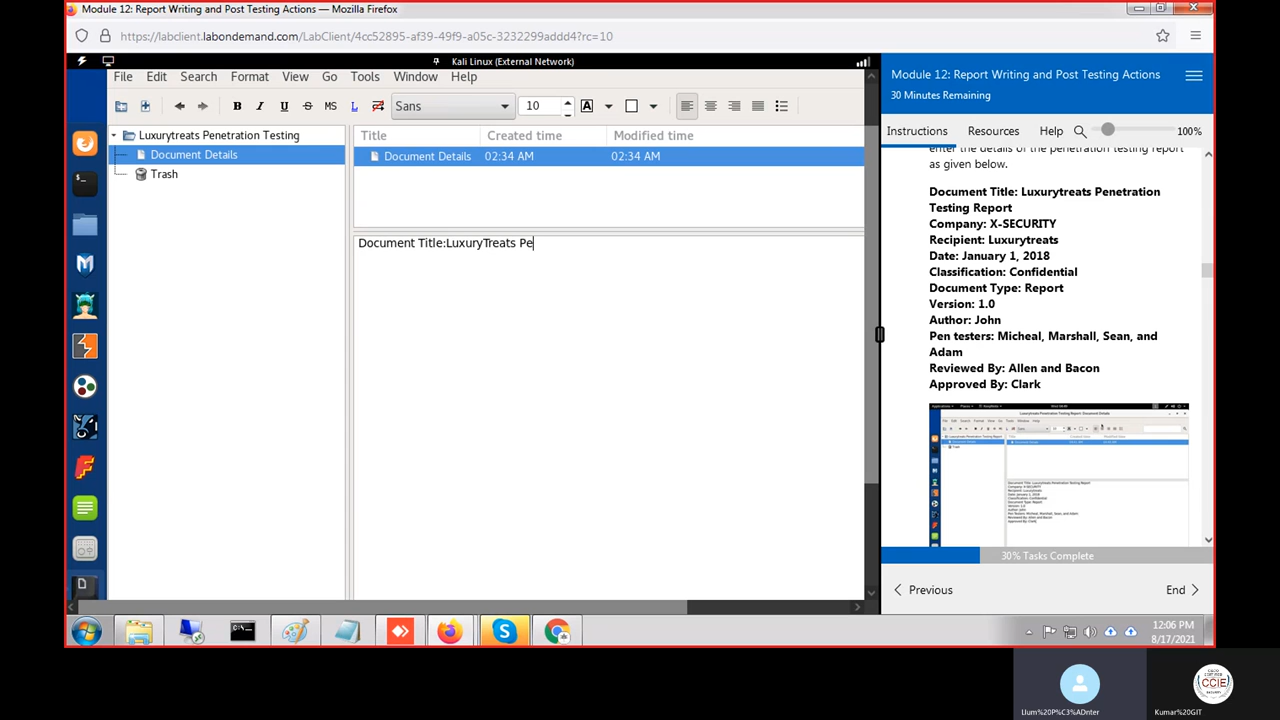 Module 12: Report Writing and Post Testing Actions — Mozilla Firefox
https://labclient.labondemand.com/LabClient/4cc52895-af39-49f9-a05c-3232299addd4?rc=10
Kali Linux (External Network)
File Edit Search Format View Go Tools Window Help
Sans 10
Luxurytreats Penetration Testing
Document Details
Trash
Title Created time Modified time
Document Details 02:34 AM 02:34 AM
Document Title:LuxuryTreats Pe
Module 12: Report Writing and Post Testing Actions
30 Minutes Remaining
Instructions Resources Help 100%
enter the details of the penetration testing report
as given below.
Document Title: Luxurytreats Penetration
Testing Report
Company: X-SECURITY
Recipient: Luxurytreats
Date: January 1, 2018
Classification: Confidential
Document Type: Report
Version: 1.0
Author: John
Pen testers: Micheal, Marshall, Sean, and
Adam
Reviewed By: Allen and Bacon
Approved By: Clark
30% Tasks Complete
Previous End
12:06 PM
8/17/2021
Llum%20P%C3%ADnter
CCIE
Kumar%20GIT